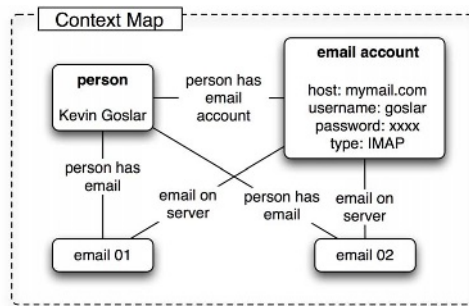 Context Map
person
Kevin Goslar
person has
email
account
email account
host: mymail.com
username: goslar
password: xxxx
type: IMAP
person has
email
email on
server
person has
email
email on
server
email 01
email 02